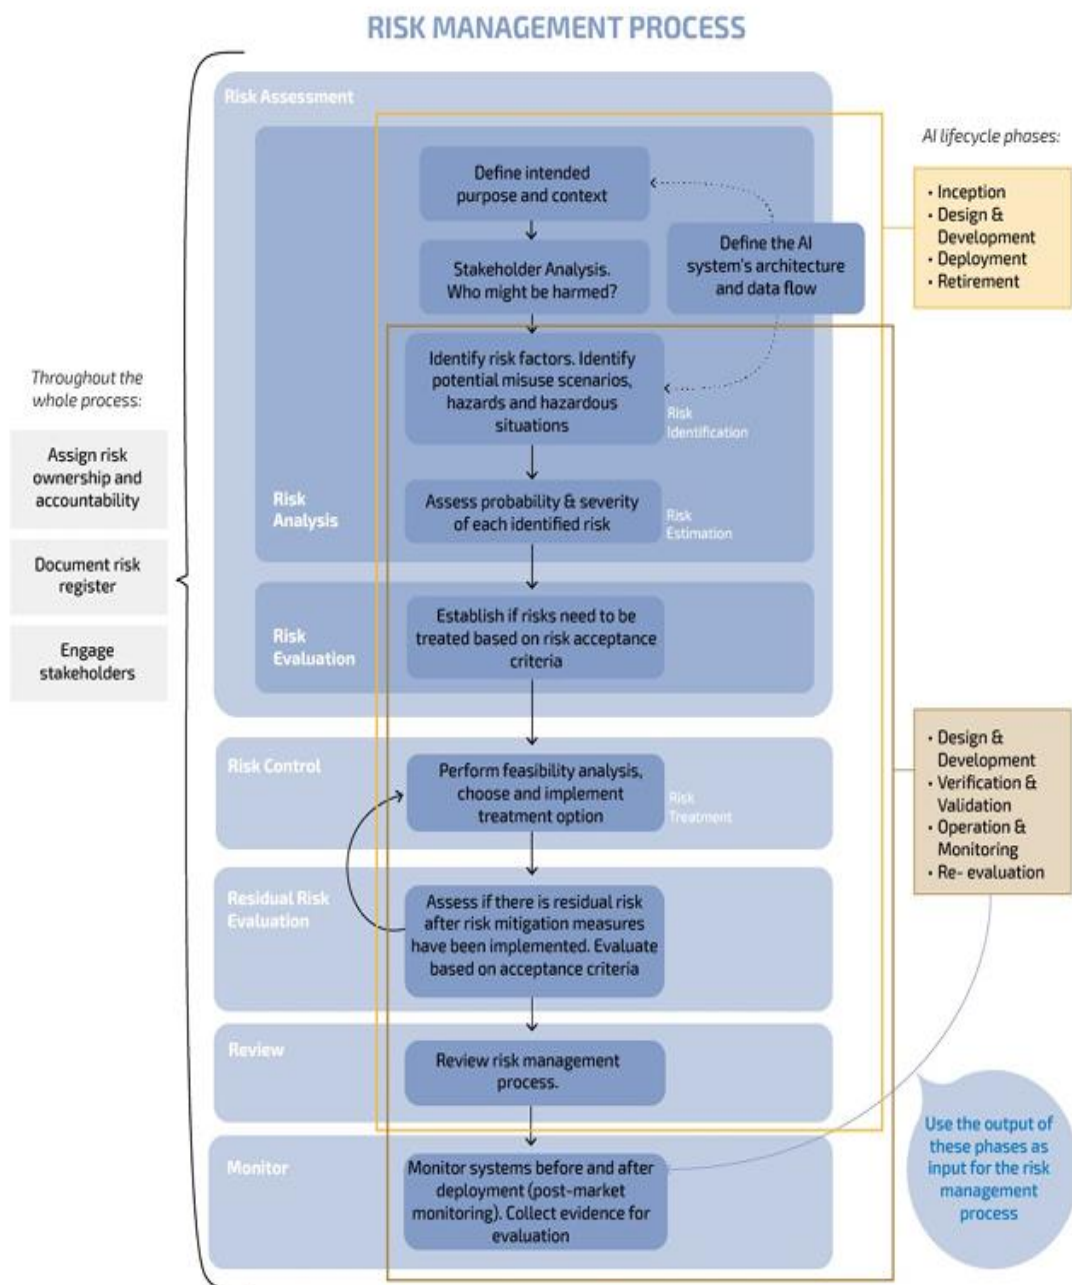 RISK MANAGEMENT PROCESS
Risk Assessment
AI lifecycle phases:
Define intended
purpose and context
• Inception
• Design &
Development
• Deployment
• Retirement
Define the AI
system's architecture
and data flow
Stakeholder Analysis.
Who might be harmed?
Identify risk factors. Identify
potential misuse scenarios,
hazards and hazardous
situations
Risk
Identification
Throughout the
whole process:
Assign risk
ownership and
accountability
Document risk
register
Engage
stakeholders
Risk
Analysis
Assess probability & severity
of each identified risk
Risk
Estimation
Risk
Evaluation
Establish if risks need to be
treated based on risk acceptance
criteria
Risk Control
Perform feasibility analysis,
choose and implement
treatment option
Risk
Treatment
• Design &
Development
• Verification &
Validation
• Operation &
Monitoring
• Re- evaluation
Residual Risk
Evaluation
Assess if there is residual risk
after risk mitigation measures
have been implemented. Evaluate
based on acceptance criteria
Review
Review risk management
process.
Monitor
Monitor systems before and after
deployment (post-market
monitoring). Collect evidence for
evaluation
Use the output of
these phases as
input for the risk
management
process